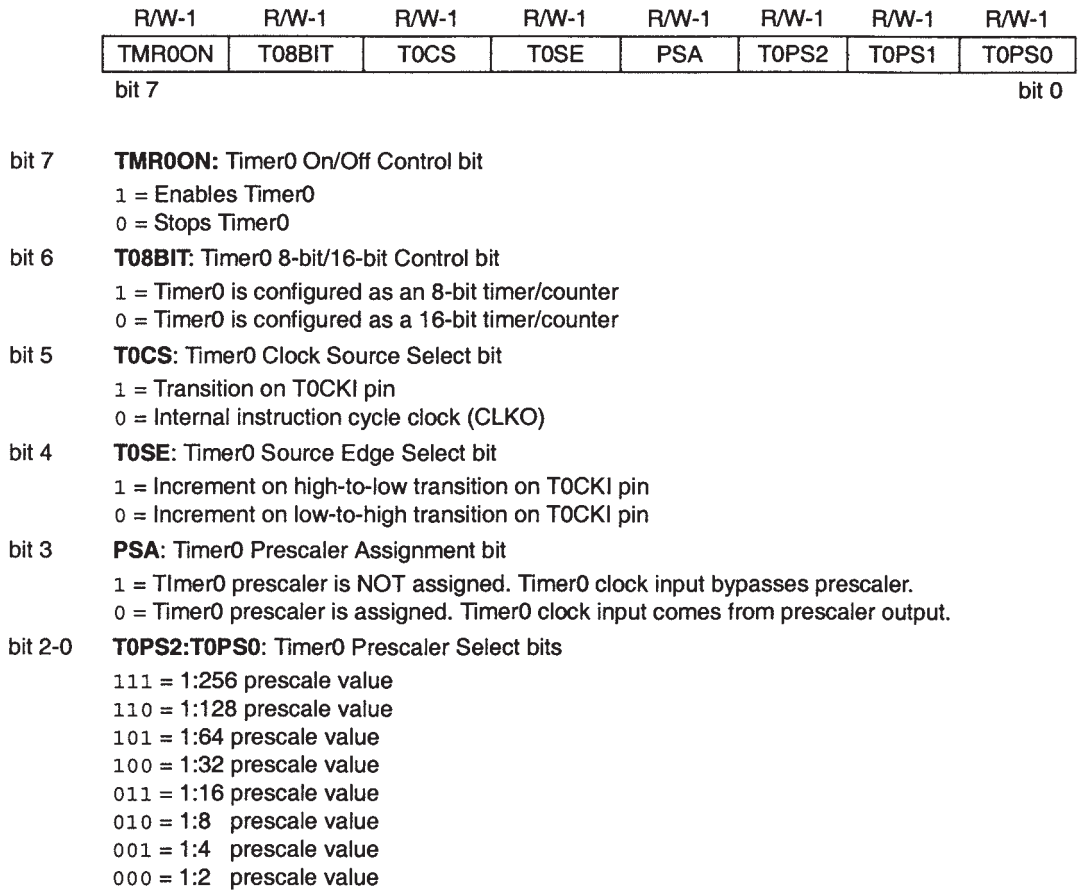 R/W-1 R/W-1 R/W-1 R/W-1 R/W-1 R/W-1 R/W-1 R/W-1
TMR0ON T08BIT T0CS T0SE PSA T0PS2 T0PS1 T0PS0
bit 7 bit 0
bit 7 TMR0ON: Timer0 On/Off Control bit
1 = Enables Timer0
0 = Stops Timer0
bit 6 T08BIT: Timer0 8-bit/16-bit Control bit
1 = Timer0 is configured as an 8-bit timer/counter
0 = Timer0 is configured as a 16-bit timer/counter
bit 5 T0CS: Timer0 Clock Source Select bit
1 = Transition on T0CKI pin
0 = Internal instruction cycle clock (CLKO)
bit 4 T0SE: Timer0 Source Edge Select bit
1 = Increment on high-to-low transition on T0CKI pin
0 = Increment on low-to-high transition on T0CKI pin
bit 3 PSA: Timer0 Prescaler Assignment bit
1 = TImer0 prescaler is NOT assigned. Timer0 clock input bypasses prescaler.
0 = Timer0 prescaler is assigned. Timer0 clock input comes from prescaler output.
bit 2-0 T0PS2:T0PS0: Timer0 Prescaler Select bits
111 = 1:256 prescale value
110 = 1:128 prescale value
101 = 1:64 prescale value
100 = 1:32 prescale value
011 = 1:16 prescale value
010 = 1:8 prescale value
001 = 1:4 prescale value
000 = 1:2 prescale value